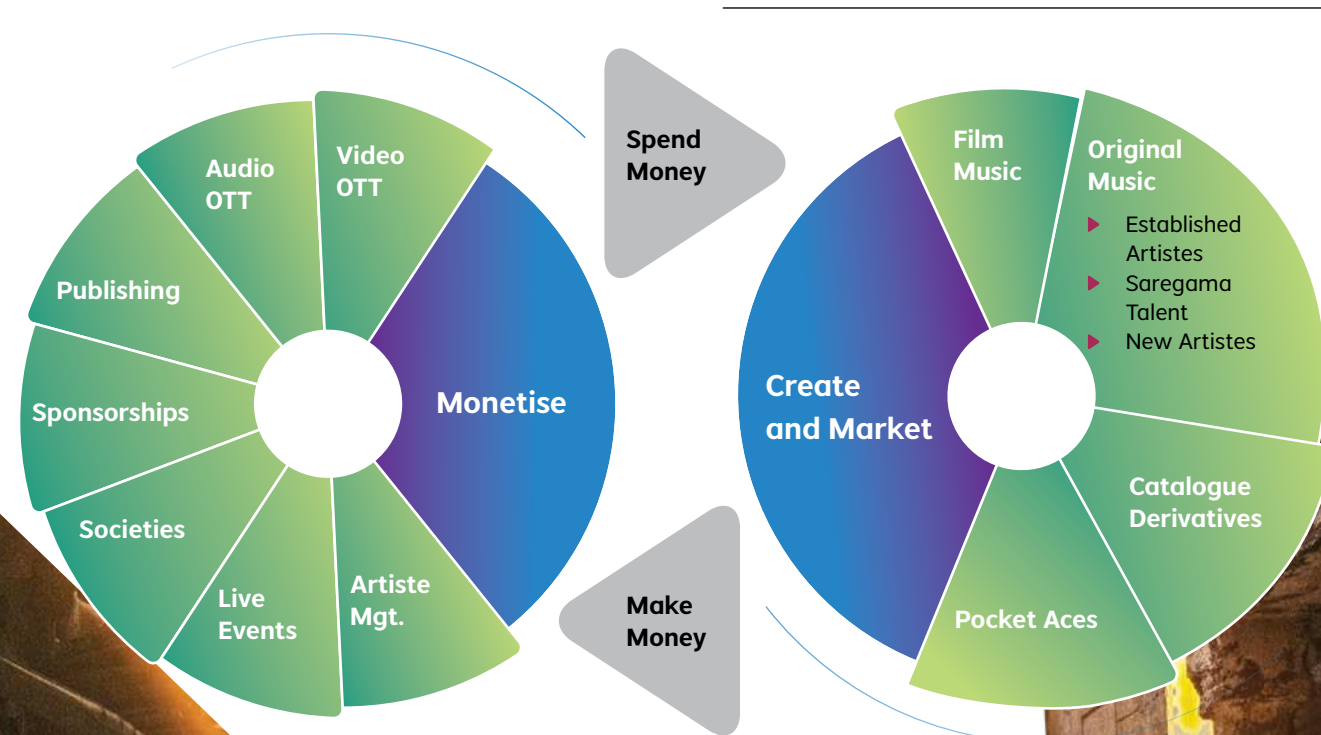 Video
OTT
Audio
OTT
Publishing
Sponsorships
Societies
Live
Events
Artiste
Mgt.
Monetise
Spend
Money
Make
Money
Create
and Market
Film
Music
Original
Music
Established
Artistes
Saregama
Talent
New Artistes
Catalogue
Derivatives
Pocket Aces